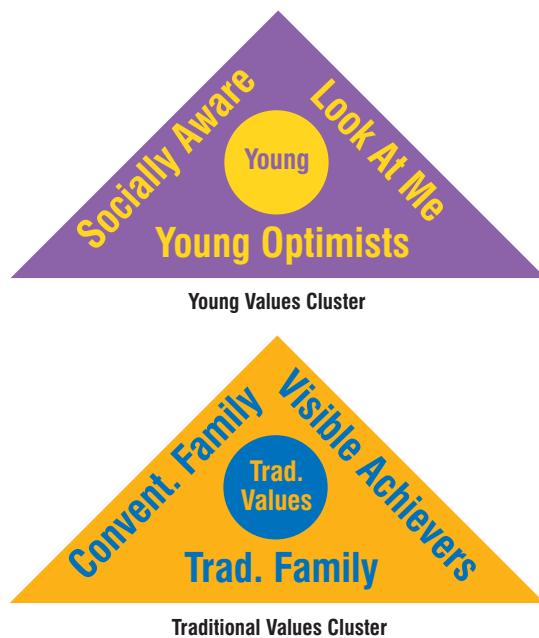 Socially Aware
Look At Me
Young
Young Optimists
Young Values Cluster
Convent. Family
Visible Achievers
Trad.
Values
Trad. Family
Traditional Values Cluster